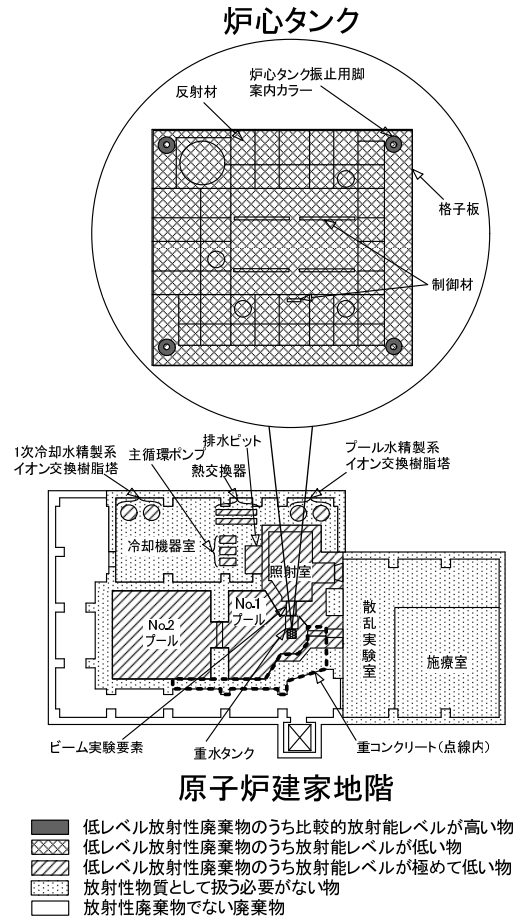 炉心タンク
炉心タンク振止用脚
案内カラー
反射材
格子板
制御材
1次冷却水精製系
イオン交換樹脂塔
主循環ポンプ
排水ピット
熱交換器
プール水精製系
イオン交換樹脂塔
冷却機器室
照射室
No.2
プール
No.1
プール
散乱実験室
施療室
ビーム実験要素
重水タンク
重コンクリート(点線内)
原子炉建家地階
低レベル放射性廃棄物のうち比較的放射能レベルが高い物
低レベル放射性廃棄物のうち放射能レベルが低い物
低レベル放射性廃棄物のうち放射能レベルが極めて低い物
放射性物質として扱う必要がない物
放射性廃棄物でない廃棄物